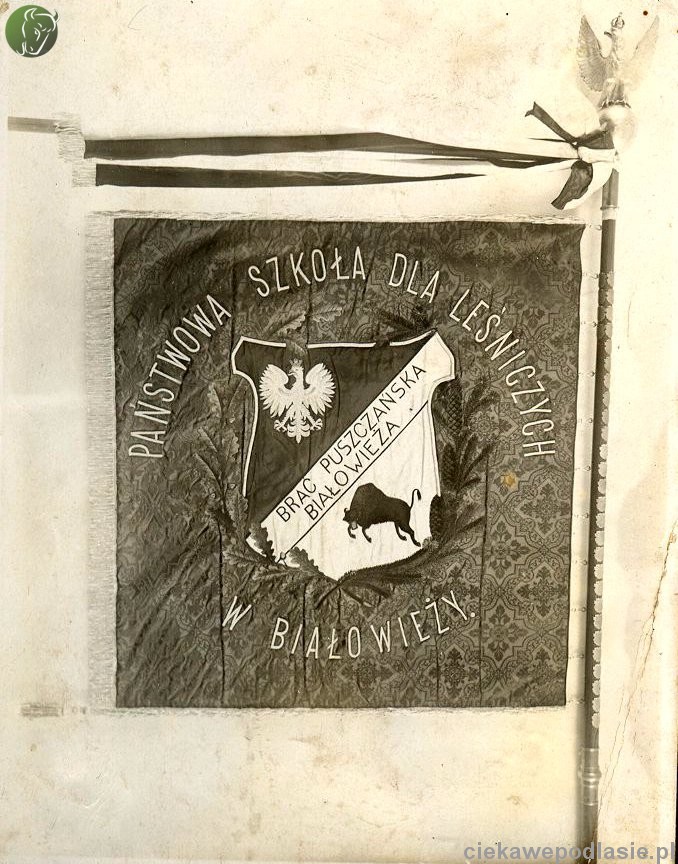 PAŃSTWOWA SZKOŁA DLA LEŚNICZYCH
BRAĆ PUSZCZAŃSKA
BIAŁOWIEŻA.
W BIAŁOWIEŻY.
ciekawepodlasie.pl